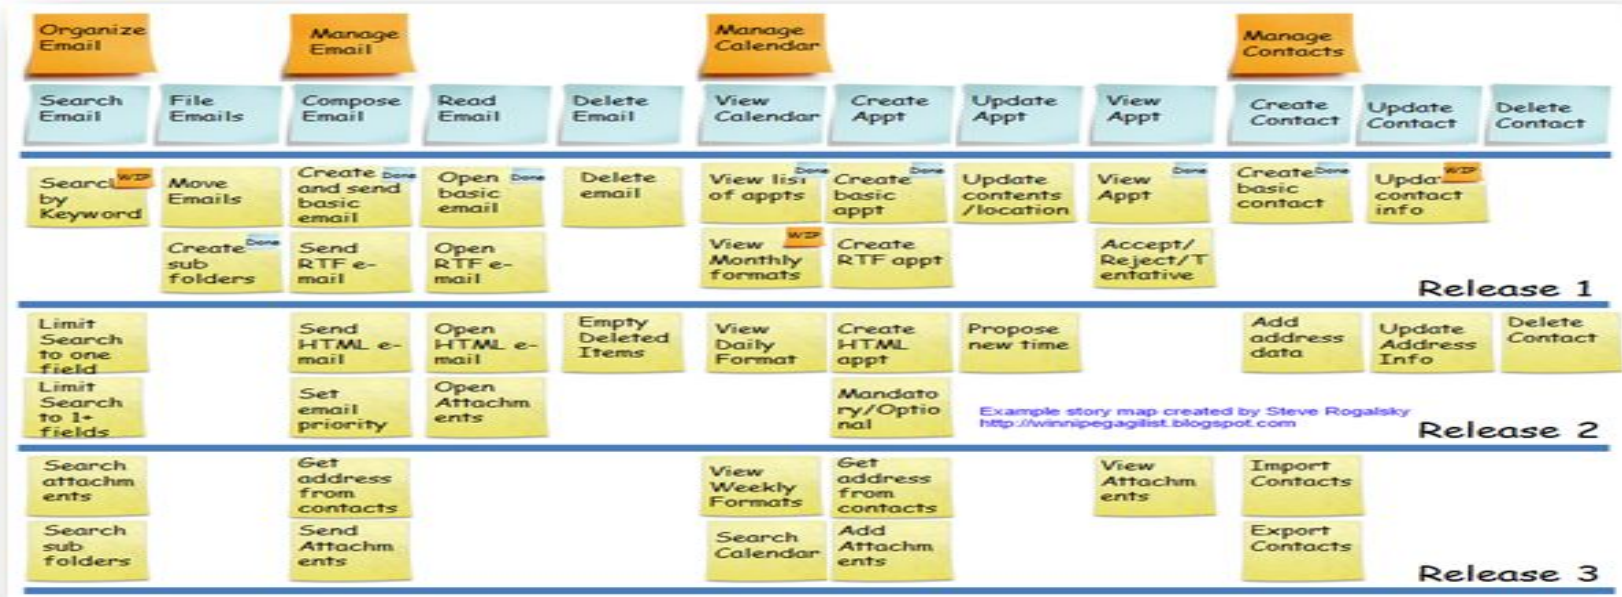 Organize
Email
Manage
Email
Manage
Calendar
Manage
Contacts
Search
Email
File
Emails
Compose
Email
Read
Email
Delete
Email
View
Calendar
Create
Appt
Update
Appt
View
Appt
Create
Contact
Update
Contact
Delete
Contact
Search
by
Keyword
WIP
Move
Emails
Create
and send
basic
email
Done
Open
basic
email
Done
Delete
email
View list
of appts
Done
Create
basic
appt
Done
Update
contents
/location
View
Appt
Done
Create
basic
contact
Done
Update
contact
info
WIP
Create
sub
folders
Done
Send
RTF e-
mail
Open
RTF e-
mail
View
Monthly
formats
WIP
Create
RTF appt
Accept/
Reject/T
entative
Release 1
Limit
Search
to one
field
Send
HTML e-
mail
Open
HTML e-
mail
Empty
Deleted
Items
View
Daily
Format
Create
HTML
appt
Propose
new time
Add
address
data
Update
Address
Info
Delete
Contact
Limit
Search
to 1+
fields
Set
email
priority
Open
Attachm
ents
Mandato
ry/Optio
nal
Example story map created by Steve Rogalsky
http://winnipegagilist.blogspot.com
Release 2
Search
attachm
ents
Get
address
from
contacts
View
Weekly
Formats
Get
address
from
contacts
View
Attachm
ents
Import
Contacts
Search
sub
folders
Send
Attachm
ents
Search
Calendar
Add
Attachm
ents
Export
Contacts
Release 3